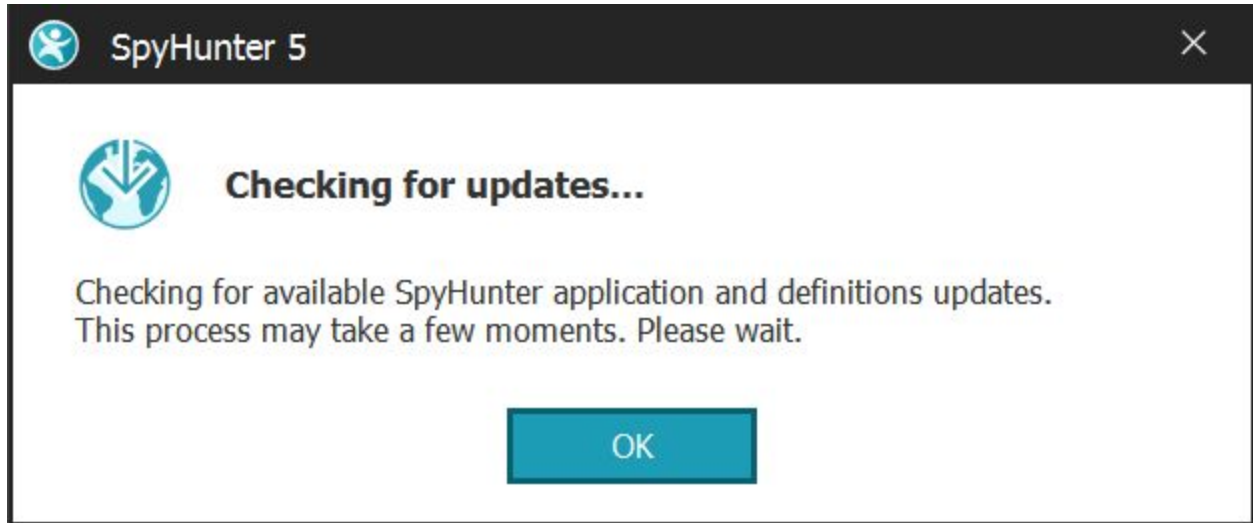 SpyHunter 5
Checking for updates...
Checking for available SpyHunter application and definitions updates.
This process may take a few moments. Please wait.
OK